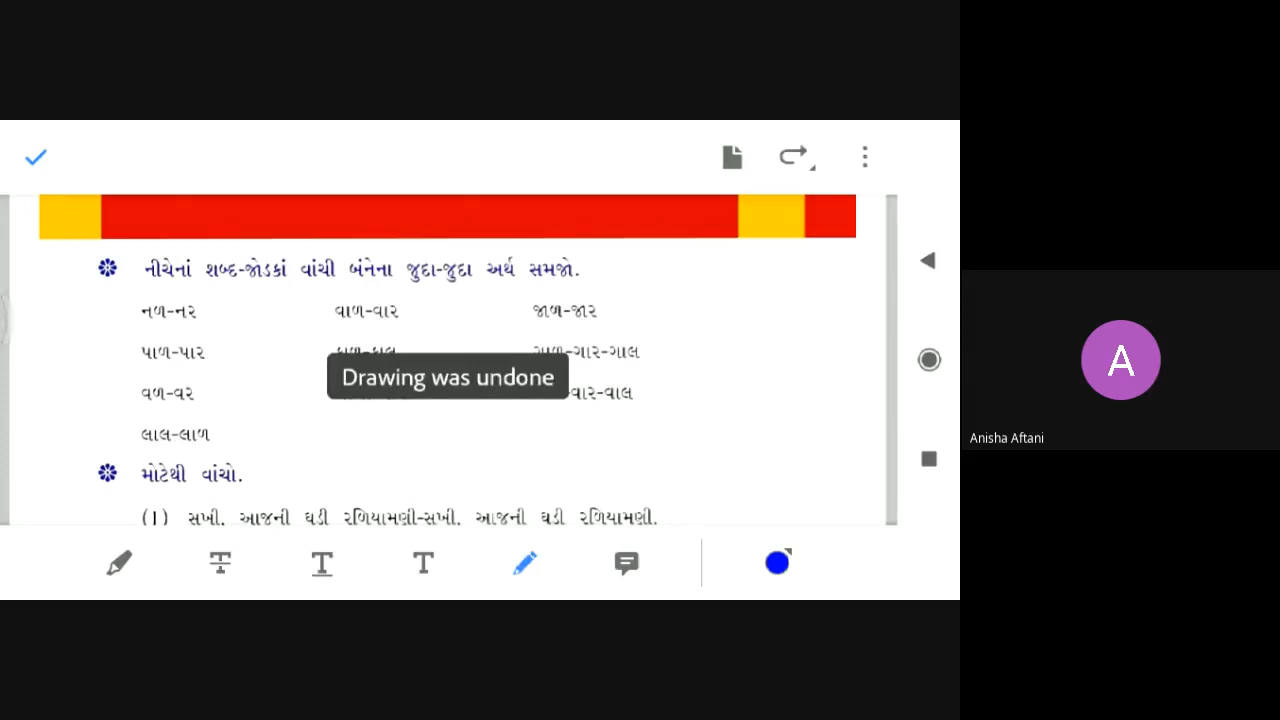 નીચેનાં શબ્દ-જોડકાં વાંચી બંનેના જુદા-જુદા અર્થ સમજો.
નળ-નર વાળ-વાર જાળ-જાર
પાળ-પાર ગાળ-ગાર-ગાલ
Drawing was undone
વળ-વર -વાર-વાલ
લાલ-લાળ
મોટેથી વાંચો.
(1) સખી, આજની ઘડી રળિયામણી-સખી, આજની ઘડી રળિયામણી.
T T T
A
Anisha Aftani